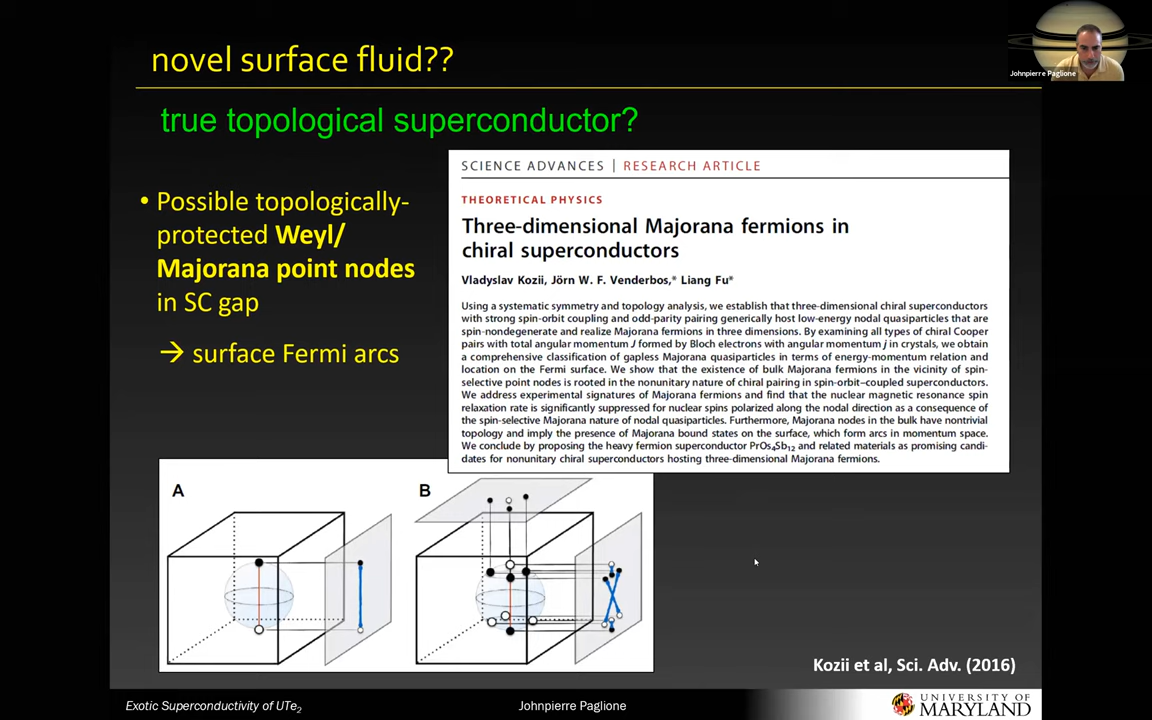 novel surface fluid??
Johnpierre Paglione
true topological superconductor?
• Possible topologically-
protected Weyl/
Majorana point nodes
in SC gap
→ surface Fermi arcs
SCIENCE ADVANCES | RESEARCH ARTICLE
THEORETICAL PHYSICS
Three-dimensional Majorana fermions in
chiral superconductors
Vladyslav Kozii, Jörn W. F. Venderbos,* Liang Fu*
Using a systematic symmetry and topology analysis, we establish that three-dimensional chiral superconductors
with strong spin-orbit coupling and odd-parity pairing generically host low-energy nodal quasiparticles that are
spin-nondegenerate and realize Majorana fermions in three dimensions. By examining all types of chiral Cooper
pairs with total angular momentum J formed by Bloch electrons with angular momentum j in crystals, we obtain
a comprehensive classification of gapless Majorana quasiparticles in terms of energy-momentum relation and
location on the Fermi surface. We show that the existence of bulk Majorana fermions in the vicinity of spin-
selective point nodes is rooted in the nonunitary nature of chiral pairing in spin-orbit–coupled superconductors.
We address experimental signatures of Majorana fermions and find that the nuclear magnetic resonance spin
relaxation rate is significantly suppressed for nuclear spins polarized along the nodal direction as a consequence of
the spin-selective Majorana nature of nodal quasiparticles. Furthermore, Majorana nodes in the bulk have nontrivial
topology and imply the presence of Majorana bound states on the surface, which form arcs in momentum space.
We conclude by proposing the heavy fermion superconductor PrOs₄Sb₁₂ and related materials as promising candi-
dates for nonunitary chiral superconductors hosting three-dimensional Majorana fermions.
A
B
Kozii et al, Sci. Adv. (2016)
Exotic Superconductivity of UTe₂
Johnpierre Paglione
UNIVERSITY OF
MARYLAND